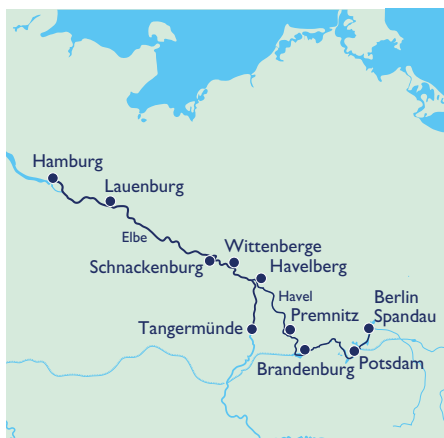 Hamburg
Lauenburg
Elbe
Wittenberge
Schnackenburg
Havelberg
Havel
Berlin
Spandau
Premnitz
Tangermünde
Brandenburg
Potsdam